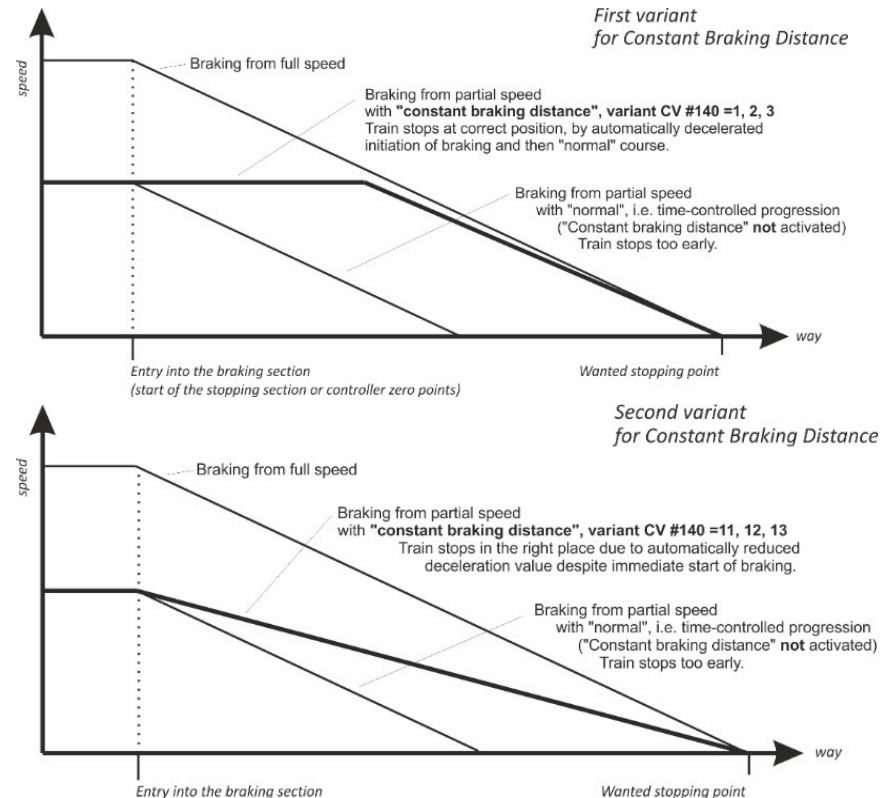 First variant
for Constant Braking Distance
speed
Braking from full speed
Braking from partial speed
with "constant braking distance", variant CV #140 =1, 2, 3
Train stops at correct position, by automatically decelerated
initiation of braking and then "normal" course.
Braking from partial speed
with "normal", i.e. time-controlled progression
("Constant braking distance" not activated)
Train stops too early.
way
Entry into the braking section
(start of the stopping section or controller zero points)
Wanted stopping point
Second variant
for Constant Braking Distance
speed
Braking from full speed
Braking from partial speed
with "constant braking distance", variant CV #140 =11, 12, 13
Train stops in the right place due to automatically reduced
deceleration value despite immediate start of braking.
Braking from partial speed
with "normal", i.e. time-controlled progression
("Constant braking distance" not activated)
Train stops too early.
way
Entry into the braking section
Wanted stopping point